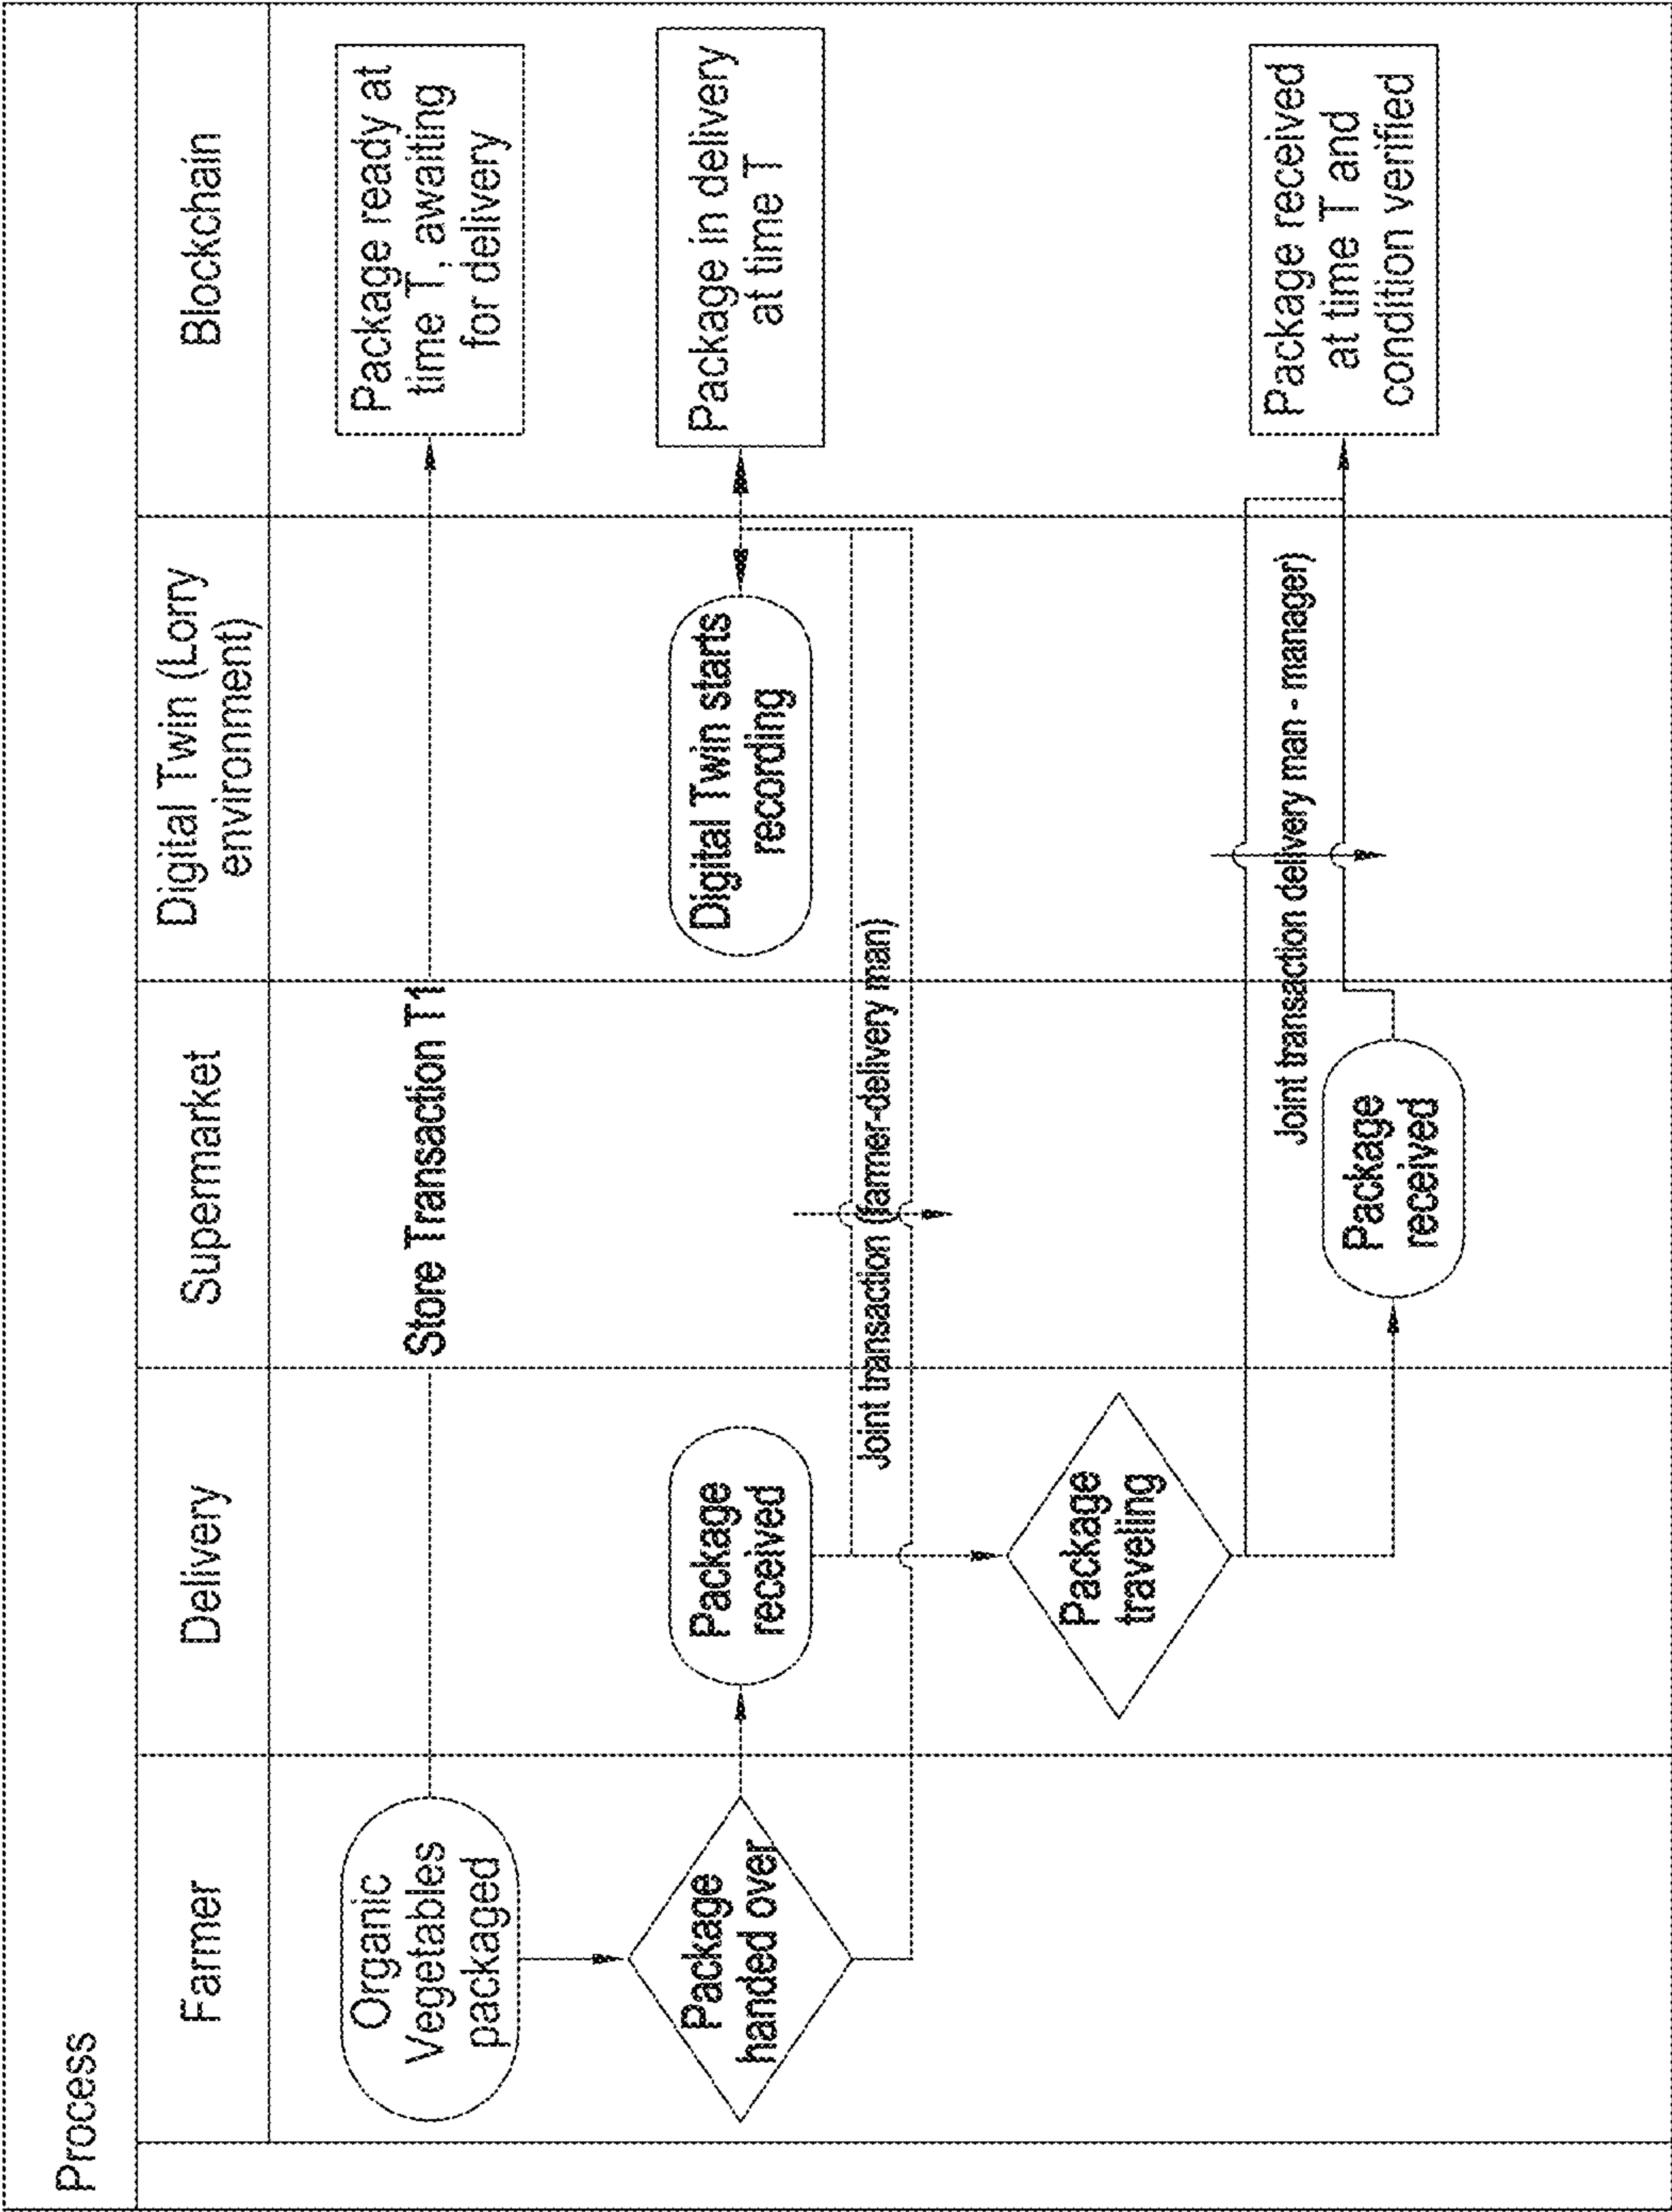 Process
Farmer
Delivery
Supermarket
Digital Twin (Lorry
environment)
Blockchain
Organic
Vegetables
packaged
Store Transaction T1
Package ready at
time T, awaiting
for delivery
Package
handed over
Package
received
Digital Twin starts
recording
Package in delivery
at time T
Joint transaction (farmer-delivery man)
Package
traveling
Joint transaction delivery man - manager)
Package
received
Package received
at time T and
condition verified